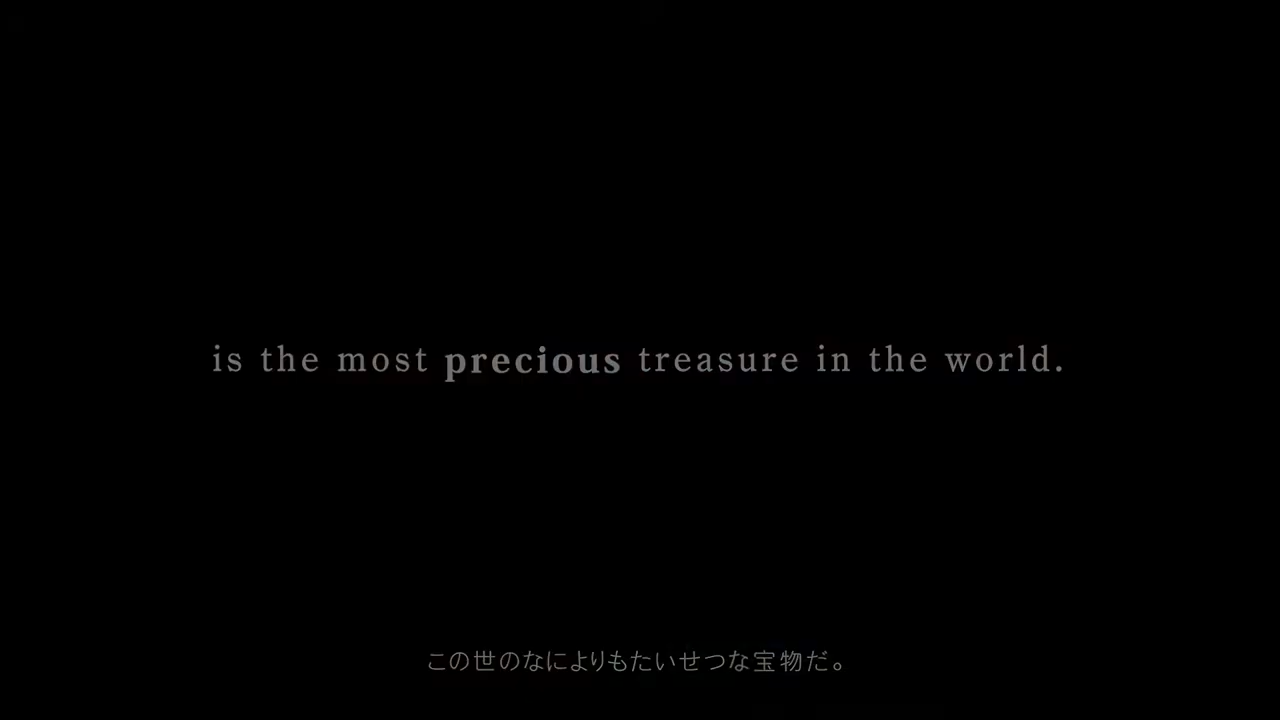 is the most precious treasure in the world.
この世のなによりもたいせつな宝物だ。